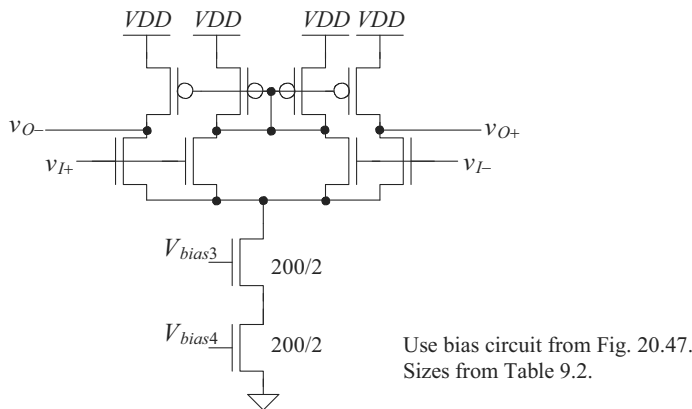 VDD VDD VDD VDD
vO− vO+
vI+ vI−
Vbias3 200/2
Vbias4 200/2
Use bias circuit from Fig. 20.47.
Sizes from Table 9.2.